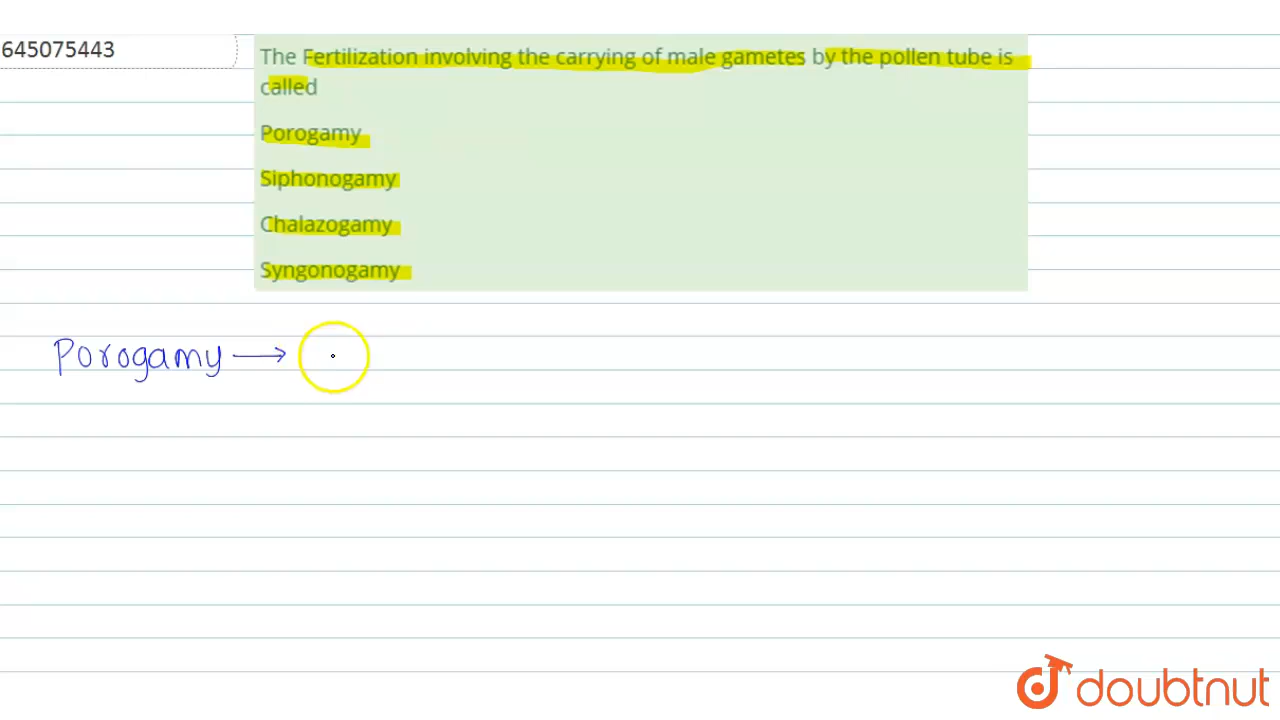 645075443
The Fertilization involving the carrying of male gametes by the pollen tube is
called
Porogamy
Siphonogamy
Chalazogamy
Syngonogamy
Porogamy →
doubtnut